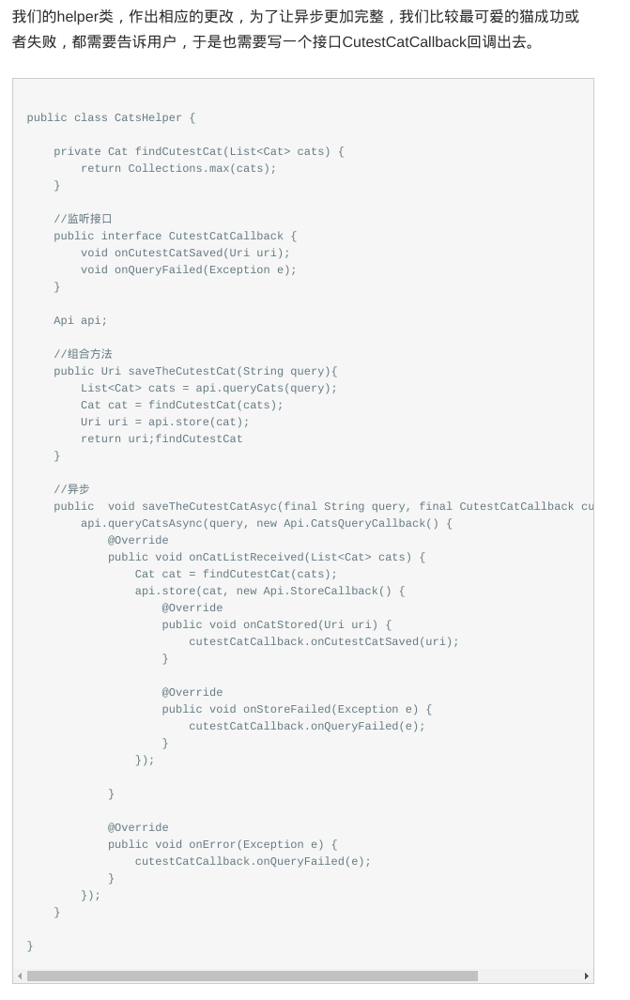 我们的helper类，作出相应的更改，为了让异步更加完整，我们比较最可爱的猫成功或
者失败，都需要告诉用户，于是也需要写一个接口CutestCatCallback回调出去。
public class CatsHelper {
    private Cat findCutestCat(List<Cat> cats) {
        return Collections.max(cats);
    }
    //监听接口
    public interface CutestCatCallback {
        void onCutestCatSaved(Uri uri);
        void onQueryFailed(Exception e);
    }
    Api api;
    //组合方法
    public Uri saveTheCutestCat(String query){
        List<Cat> cats = api.queryCats(query);
        Cat cat = findCutestCat(cats);
        Uri uri = api.store(cat);
        return uri;findCutestCat
    }
    //异步
    public  void saveTheCutestCatAsyc(final String query, final CutestCatCallback cu
        api.queryCatsAsync(query, new Api.CatsQueryCallback() {
            @Override
            public void onCatListReceived(List<Cat> cats) {
                Cat cat = findCutestCat(cats);
                api.store(cat, new Api.StoreCallback() {
                    @Override
                    public void onCatStored(Uri uri) {
                        cutestCatCallback.onCutestCatSaved(uri);
                    }
                    @Override
                    public void onStoreFailed(Exception e) {
                        cutestCatCallback.onQueryFailed(e);
                    }
                });
            }
            @Override
            public void onError(Exception e) {
                cutestCatCallback.onQueryFailed(e);
            }
        });
    }
}